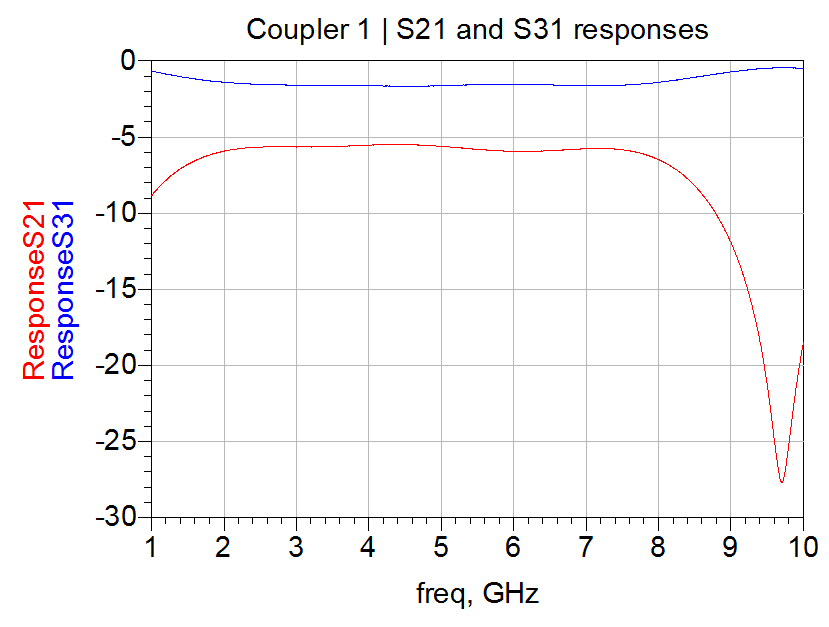 Coupler 1 | S21 and S31 responses
ResponseS21
ResponseS31
0
-5
-10
-15
-20
-25
-30
1 2 3 4 5 6 7 8 9 10
freq, GHz